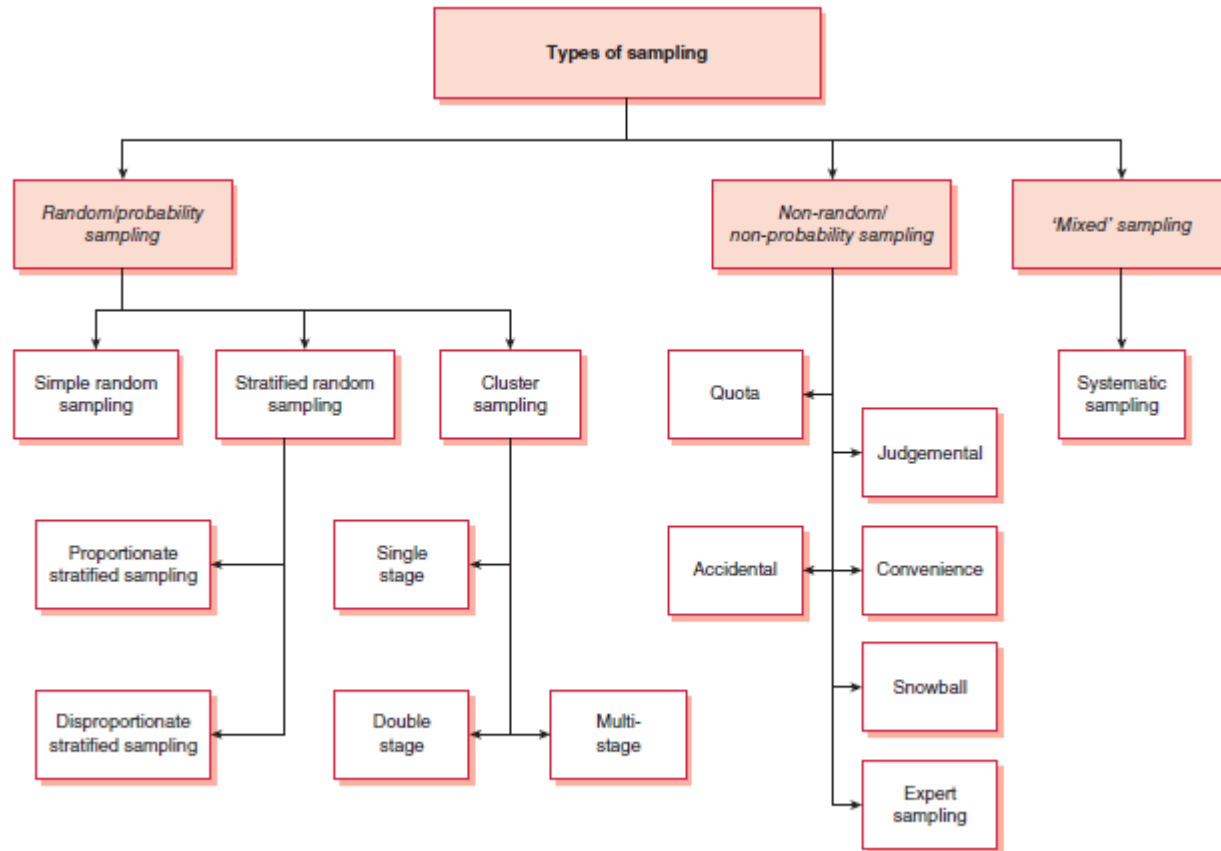 Types of sampling
Random/probability
sampling
Non-random/
non-probability sampling
‘Mixed’ sampling
Simple random
sampling
Stratified random
sampling
Cluster
sampling
Quota
Systematic
sampling
Judgemental
Proportionate
stratified sampling
Single
stage
Accidental
Convenience
Snowball
Disproportionate
stratified sampling
Double
stage
Multi-
stage
Expert
sampling